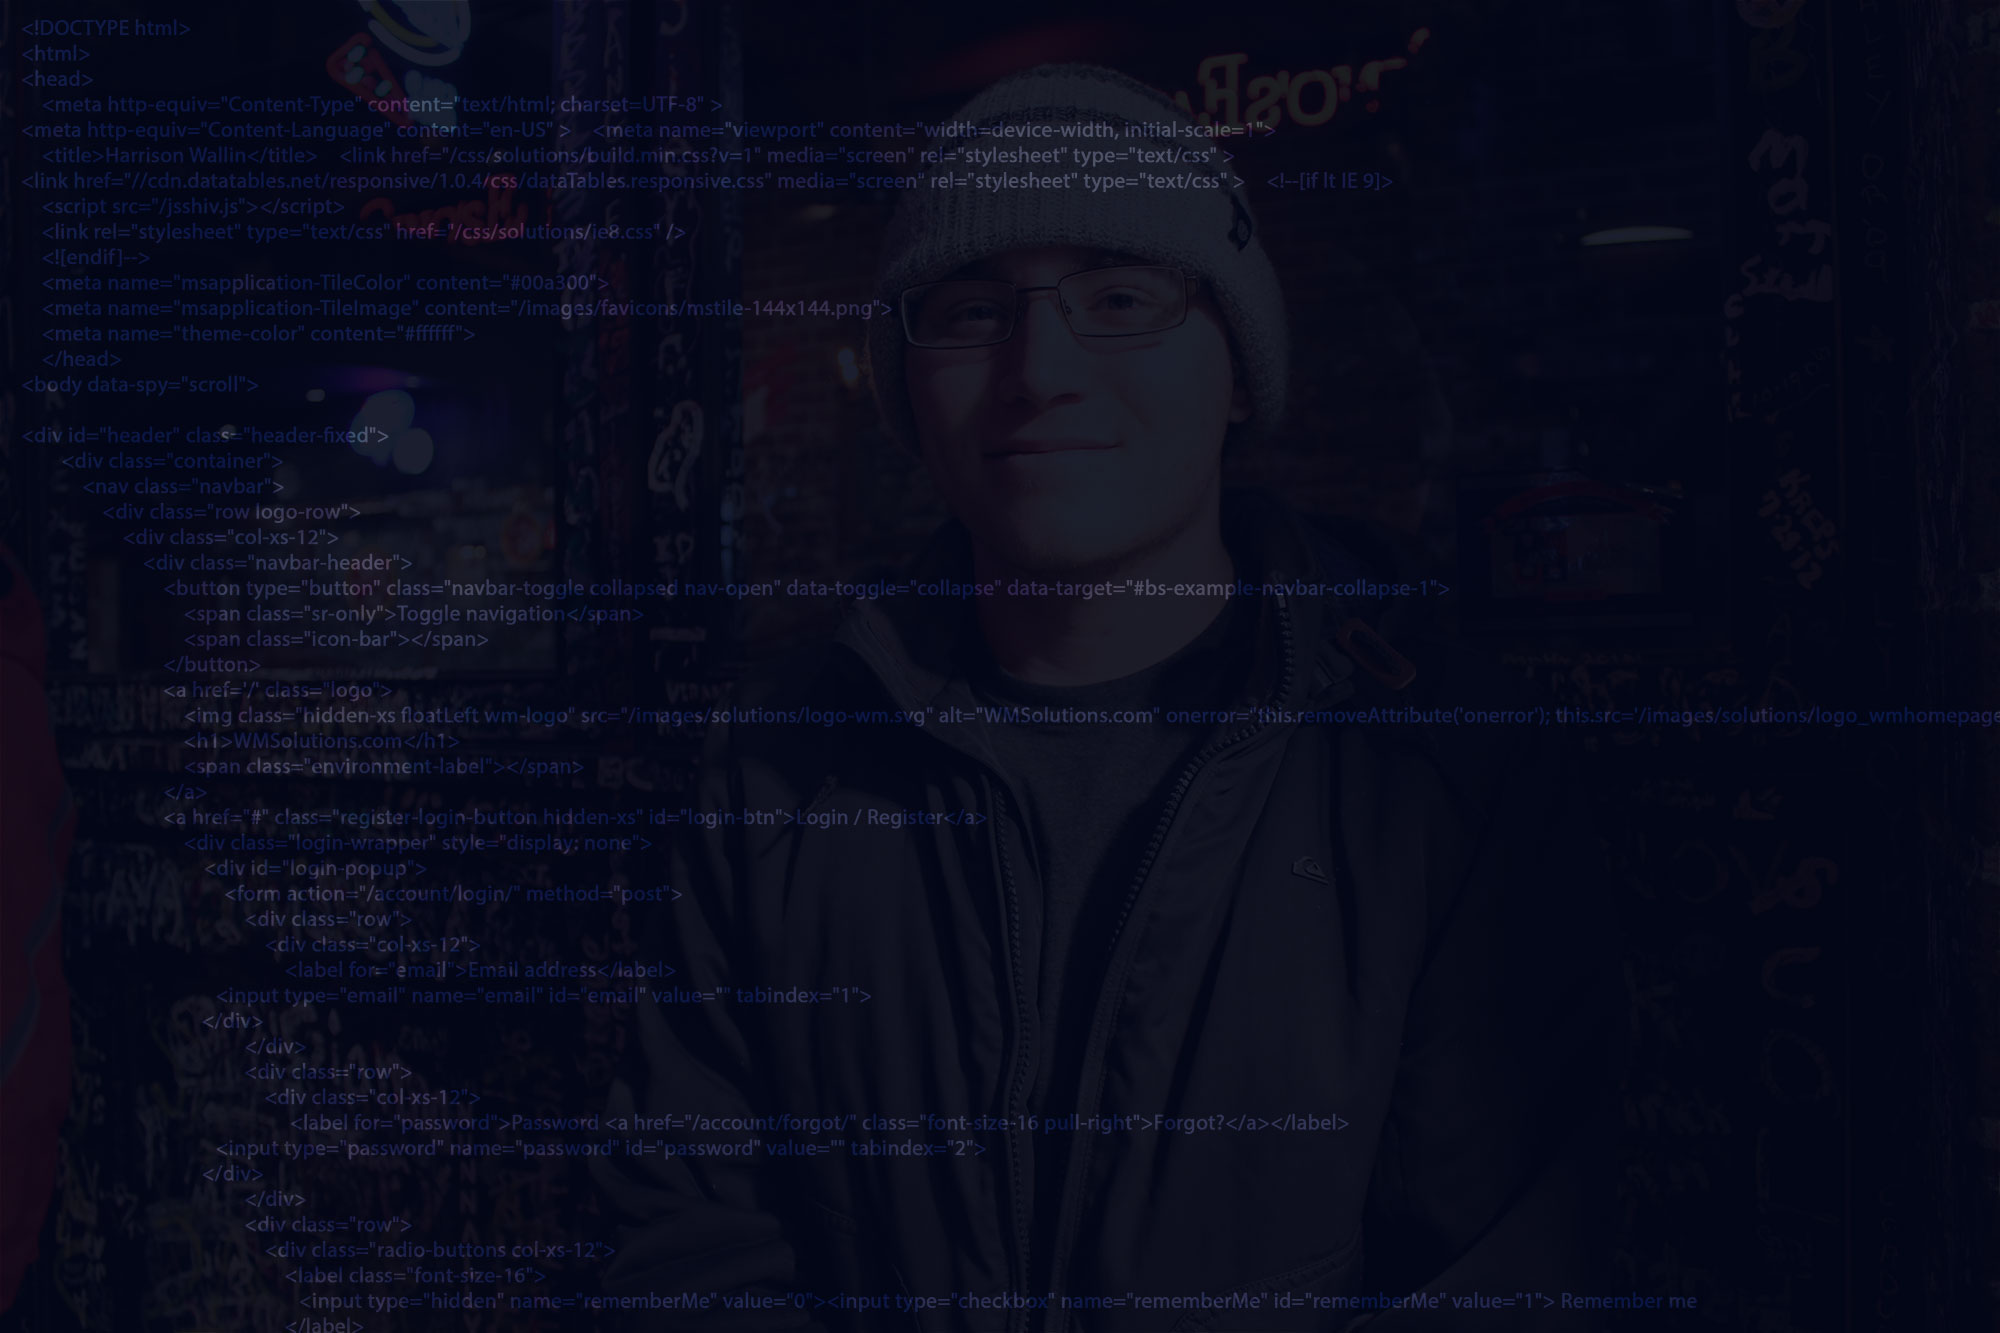 <!DOCTYPE html>
<html>
<head>
<meta http-equiv="Content-Type" content="text/html; charset=UTF-8" >
<meta http-equiv="Content-Language" content="en-US" > <meta name="viewport" content="width=device-width, initial-scale=1">
<title>Harrison Wallin</title> <link href="/css/solutions/build.min.css?v=1" media="screen" rel="stylesheet" type="text/css" >
<link href="//cdn.datatables.net/responsive/1.0.4/css/dataTables.responsive.css" media="screen" rel="stylesheet" type="text/css" > <!--[if lt IE 9]>
<script src="/jsshiv.js"></script>
<link rel="stylesheet" type="text/css" href="/css/solutions/ie8.css" />
<![endif]-->
<meta name="msapplication-TileColor" content="#00a300">
<meta name="msapplication-TileImage" content="/images/favicons/mstile-144x144.png">
<meta name="theme-color" content="#ffffff">
</head>
<body data-spy="scroll">
<div id="header" class="header-fixed">
<div class="container">
<nav class="navbar">
<div class="row logo-row">
<div class="col-xs-12">
<div class="navbar-header">
<button type="button" class="navbar-toggle collapsed nav-open" data-toggle="collapse" data-target="#bs-example-navbar-collapse-1">
<span class="sr-only">Toggle navigation</span>
<span class="icon-bar"></span>
</button>
<a href='/' class="logo">
<img class="hidden-xs floatLeft wm-logo" src="/images/solutions/logo-wm.svg" alt="WMSolutions.com" onerror="this.removeAttribute('onerror'); this.src='/images/solutions/logo_wmhomepage
<h1>WMSolutions.com</h1>
<span class="environment-label"></span>
</a>
<a href="#" class="register-login-button hidden-xs" id="login-btn">Login / Register</a>
<div class="login-wrapper" style="display: none">
<div id="login-popup">
<form action="/account/login/" method="post">
<div class="row">
<div class="col-xs-12">
<label for="email">Email address</label>
<input type="email" name="email" id="email" value="" tabindex="1">
</div>
</div>
<div class="row">
<div class="col-xs-12">
<label for="password">Password <a href="/account/forgot/" class="font-size-16 pull-right">Forgot?</a></label>
<input type="password" name="password" id="password" value="" tabindex="2">
</div>
</div>
<div class="row">
<div class="radio-buttons col-xs-12">
<label class="font-size-16">
<input type="hidden" name="rememberMe" value="0"><input type="checkbox" name="rememberMe" id="rememberMe" value="1"> Remember me
</label>